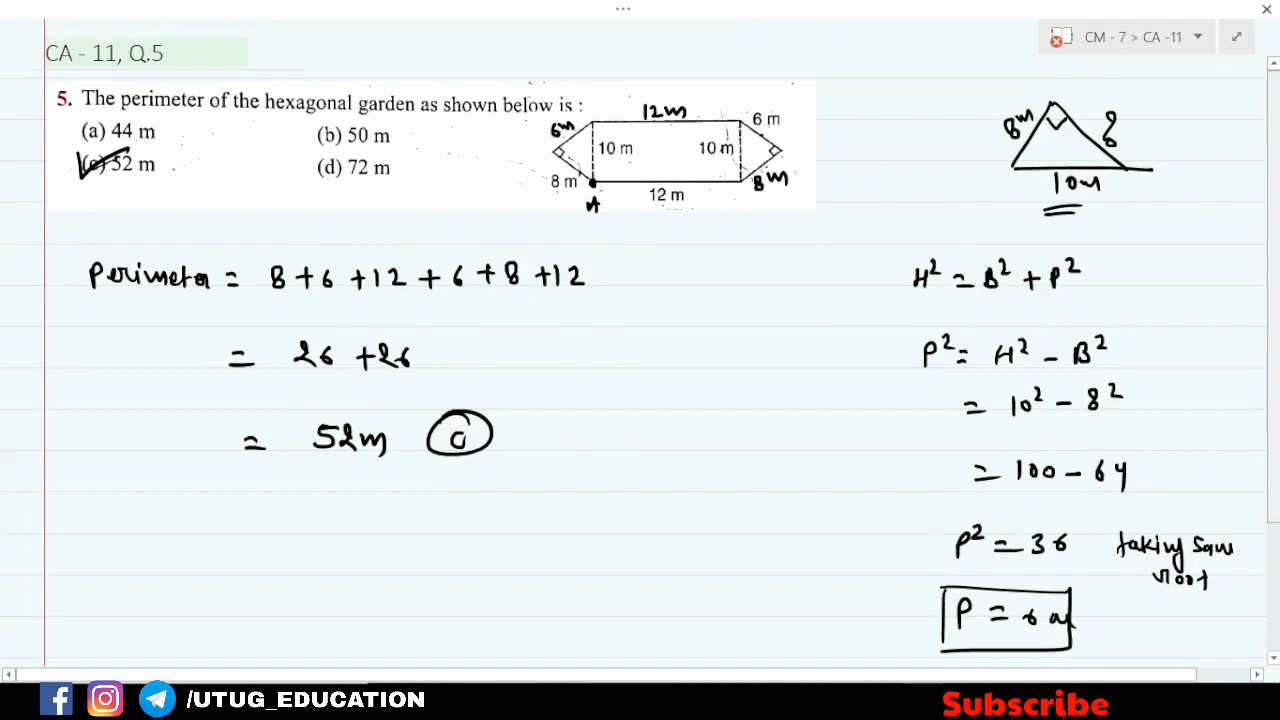 CM - 7 > CA -11
CA - 11, Q.5
5. The perimeter of the hexagonal garden as shown below is :
(a) 44 m
(b) 50 m
(c) 52 m
(d) 72 m
12m
6m
6 m
10 m
10 m
8 m
8m
12 m
A
8m
8
10m
Perimeter = 8 + 6 + 12 + 6 + 8 + 12
= 26 + 26
= 52m C
H² = B² + P²
P² = H² - B²
= 10² - 8²
= 100 - 64
P² = 36 taking
root
P = 6 m
/UTUG_EDUCATION
Subscribe